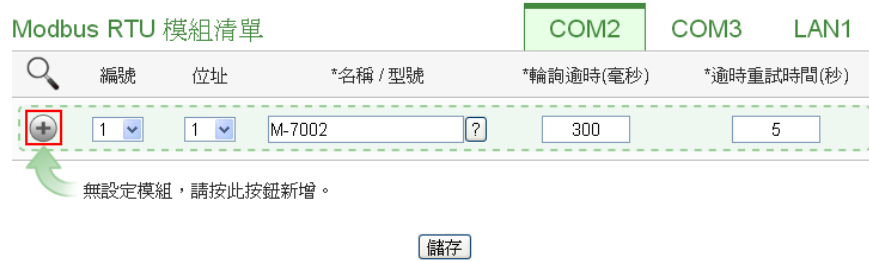 Modbus RTU 模組清單 COM2 COM3 LAN1
編號 位址 *名稱 / 型號 *輪詢逾時(毫秒) *逾時重試時間(秒)
1 1 M-7002 ? 300 5
無設定模組，請按此按鈕新增。
儲存